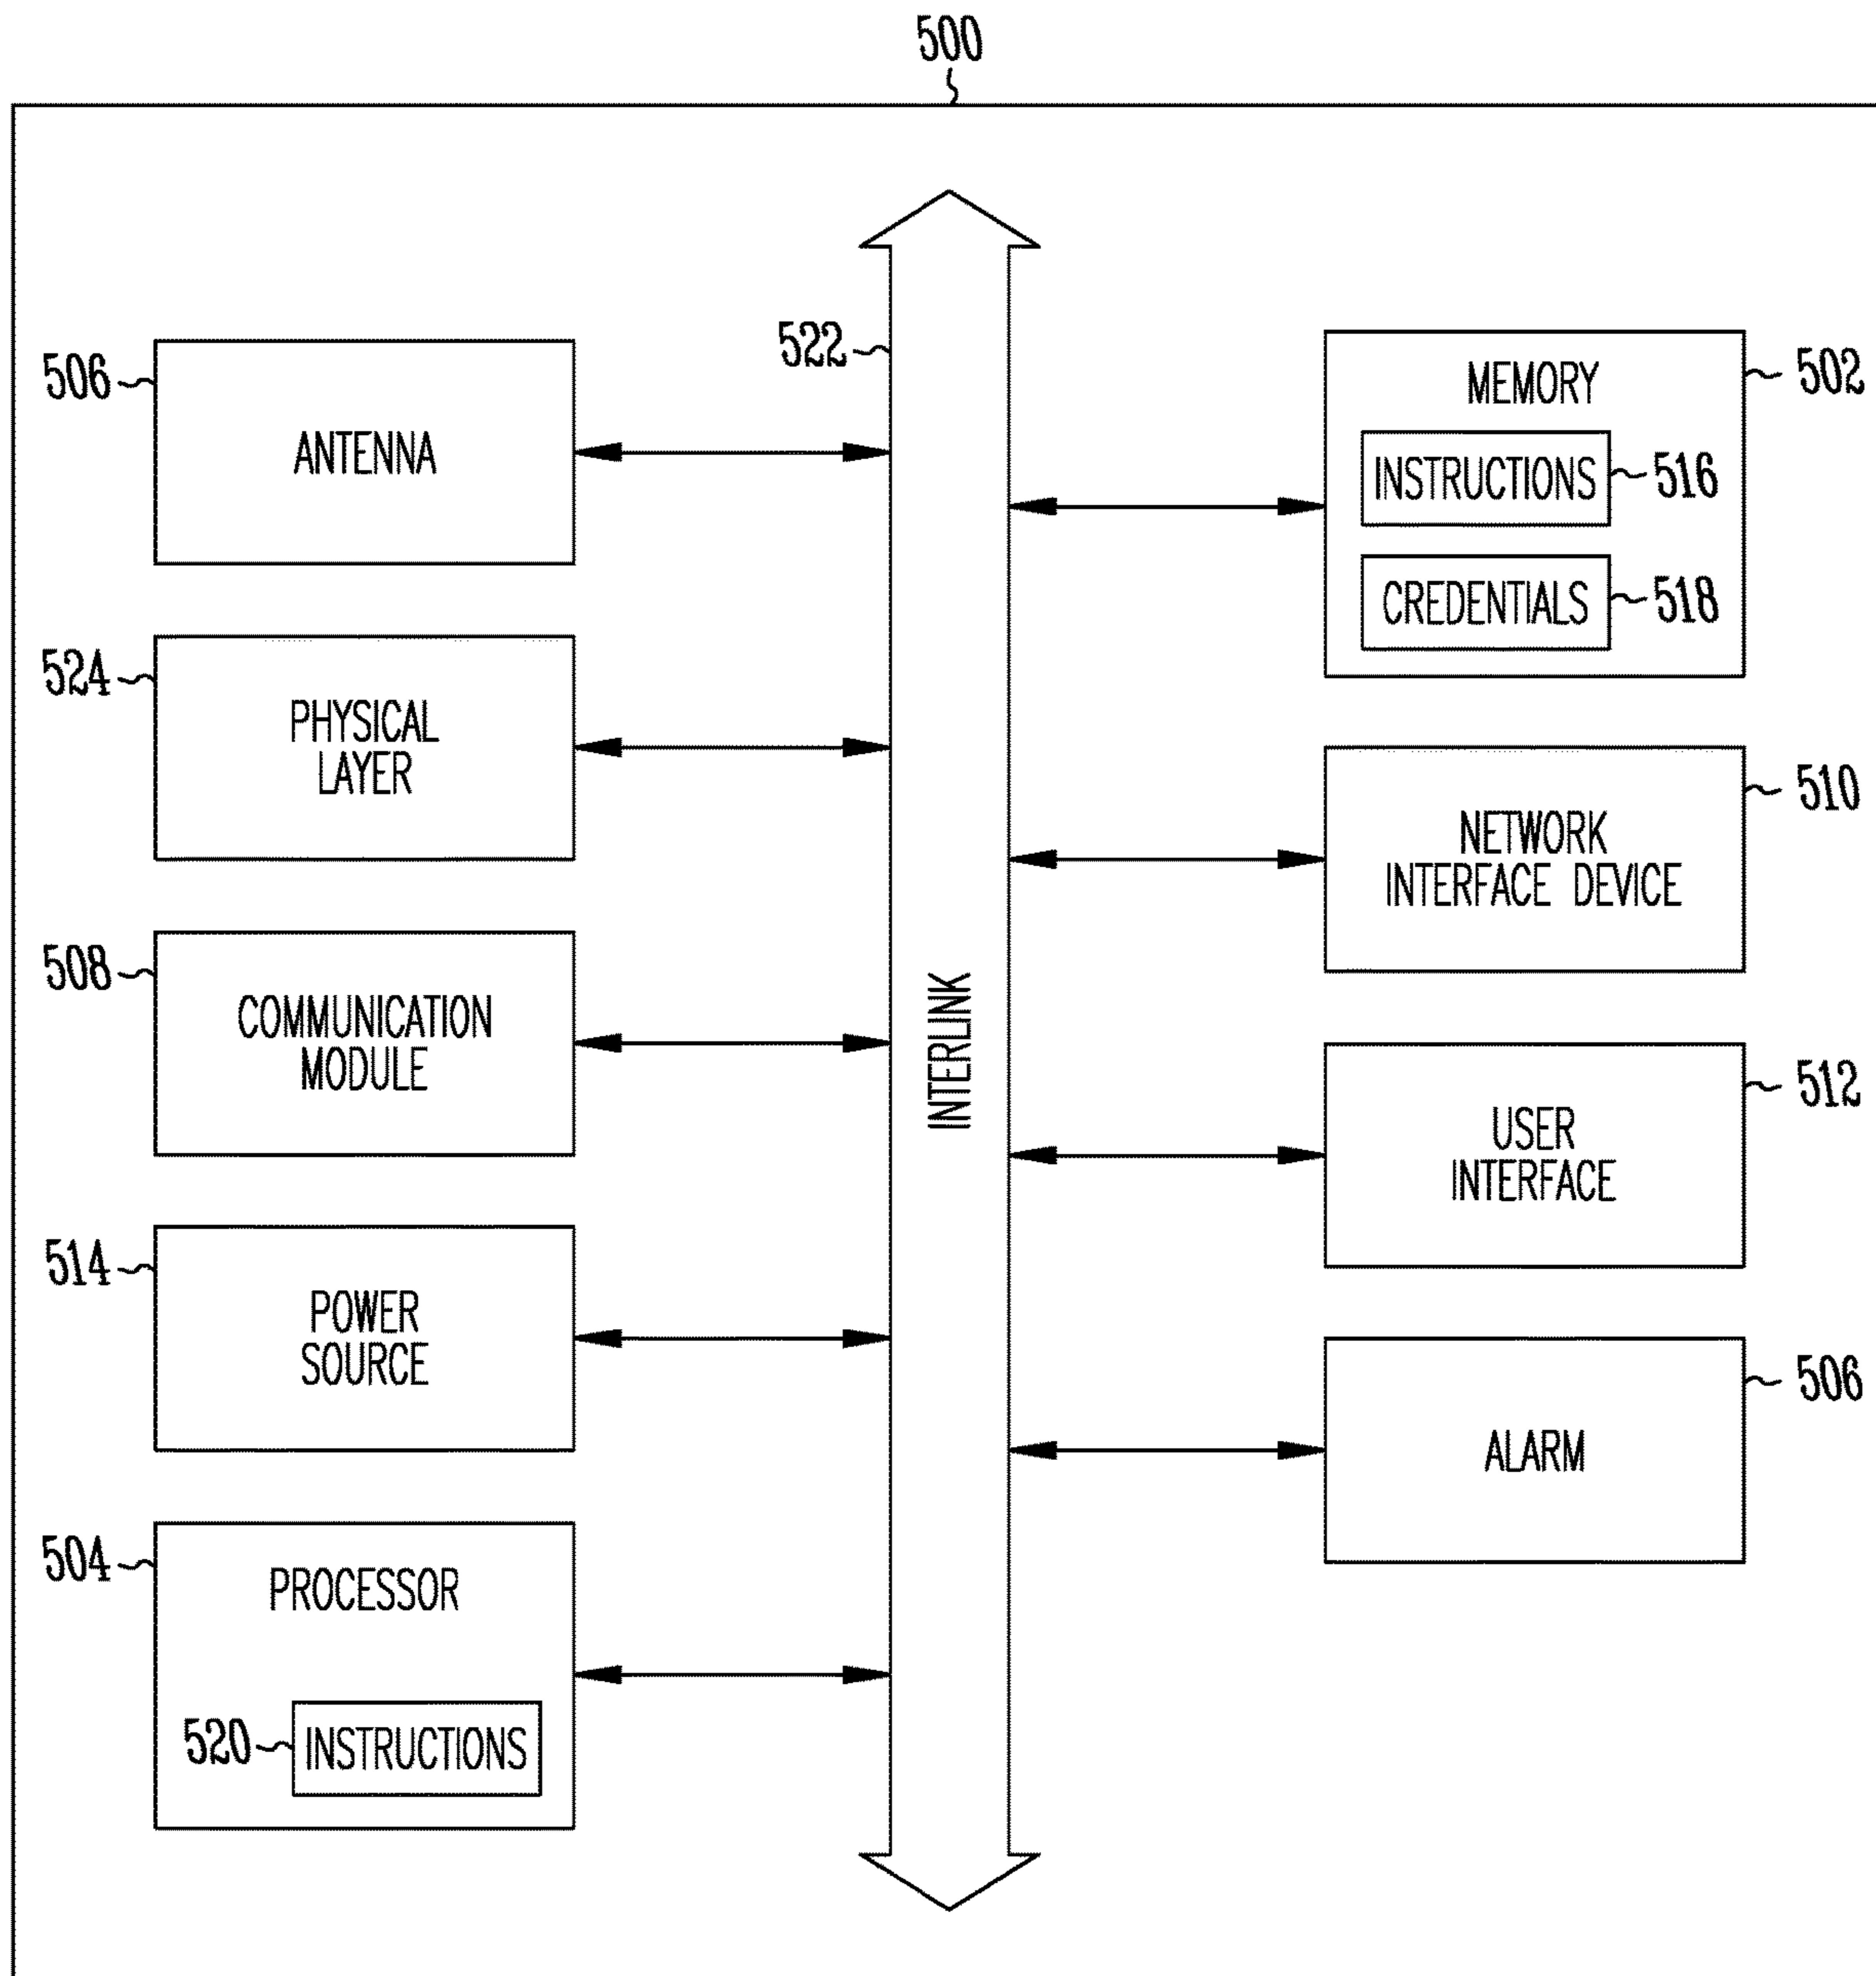 500
522
506
ANTENNA
524
PHYSICAL
LAYER
508
COMMUNICATION
MODULE
514
POWER
SOURCE
504
PROCESSOR
520
INSTRUCTIONS
INTERLINK
MEMORY
502
INSTRUCTIONS
516
CREDENTIALS
518
NETWORK
INTERFACE DEVICE
510
USER
INTERFACE
512
ALARM
506